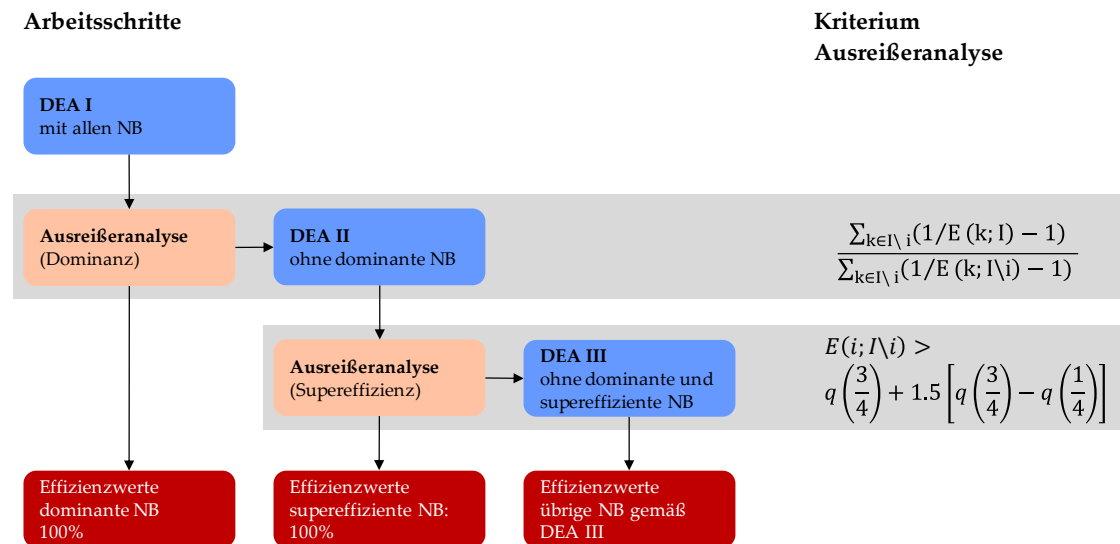 Arbeitsschritte
Kriterium
Ausreißeranalyse
DEA I
mit allen NB
Ausreißeranalyse
(Dominanz)
DEA II
ohne dominante NB
∑k∈I\ i(1/E (k; I) − 1)
∑k∈I\ i(1/E (k; I\i) − 1)
Ausreißeranalyse
(Supereffizienz)
DEA III
ohne dominante und
supereffiziente NB
E(i; I\i) >
q (3/4) + 1.5 [q (3/4) − q (1/4)]
Effizienzwerte
dominante NB
100%
Effizienzwerte
supereffiziente NB:
100%
Effizienzwerte
übrige NB gemäß
DEA III